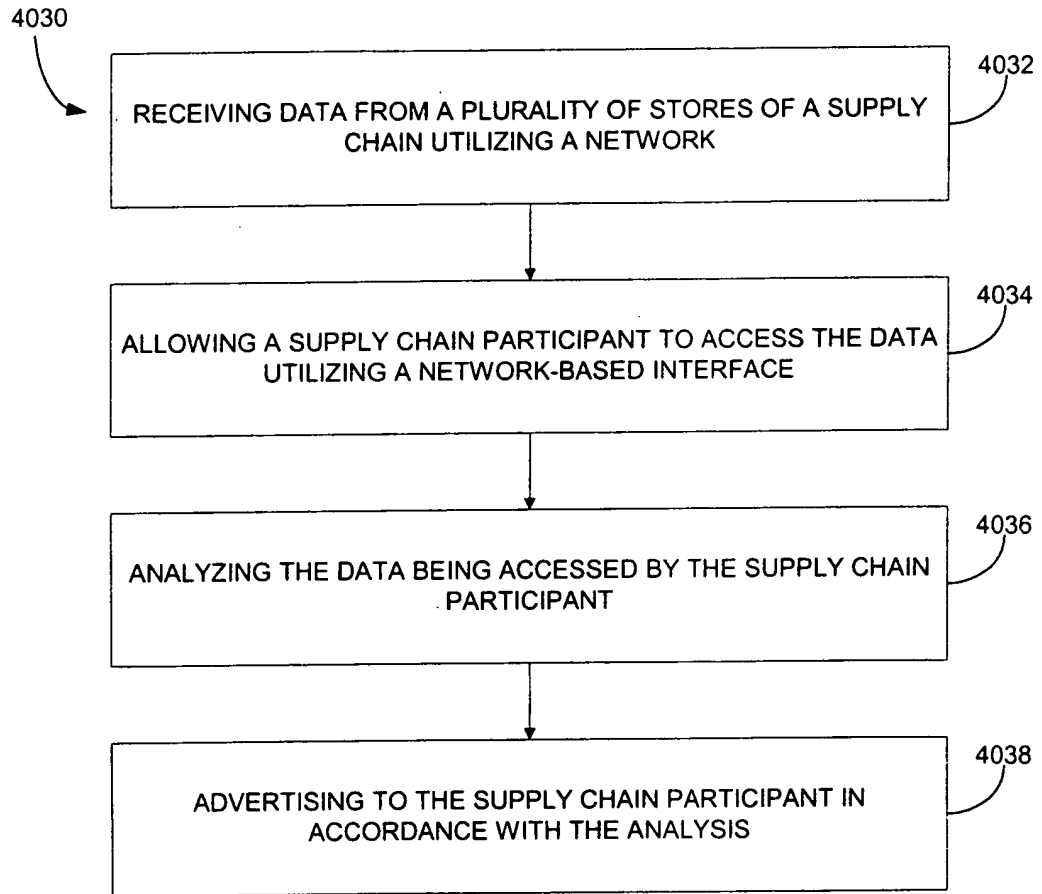 4030
4032
RECEIVING DATA FROM A PLURALITY OF STORES OF A SUPPLY
CHAIN UTILIZING A NETWORK
4034
ALLOWING A SUPPLY CHAIN PARTICIPANT TO ACCESS THE DATA
UTILIZING A NETWORK-BASED INTERFACE
4036
ANALYZING THE DATA BEING ACCESSED BY THE SUPPLY CHAIN
PARTICIPANT
4038
ADVERTISING TO THE SUPPLY CHAIN PARTICIPANT IN
ACCORDANCE WITH THE ANALYSIS